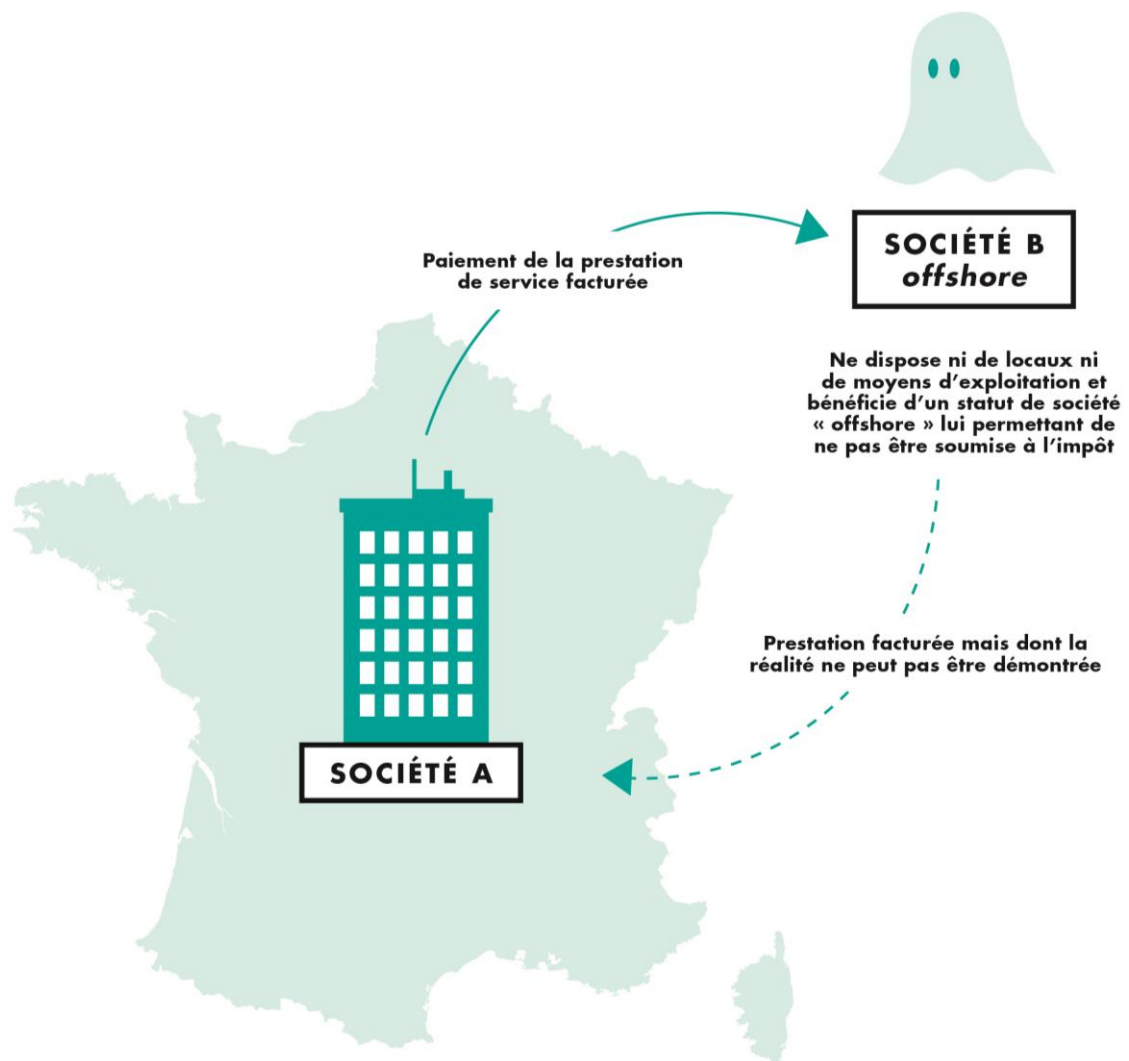 SOCIÉTÉ B
offshore
Paiement de la prestation
de service facturée
Ne dispose ni de locaux ni
de moyens d’exploitation et
bénéficie d’un statut de société
« offshore » lui permettant de
ne pas être soumise à l’impôt
Prestation facturée mais dont la
réalité ne peut pas être démontrée
SOCIÉTÉ A